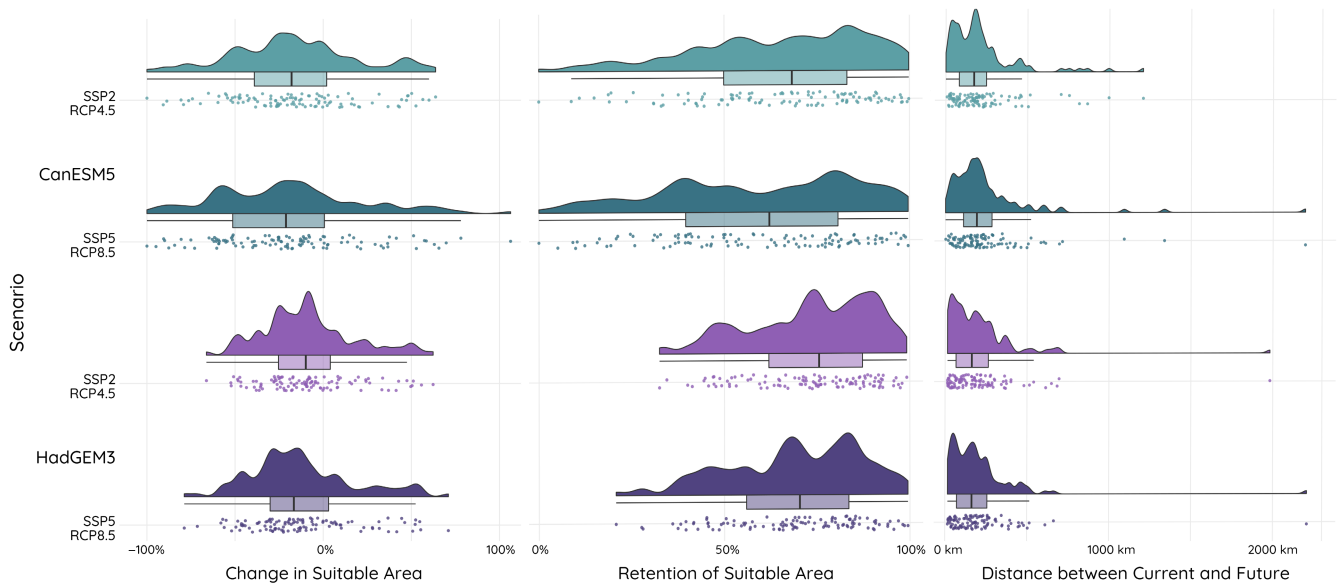 SSP2
RCP4.5
CanESM5
SSP5
RCP8.5
Scenario
SSP2
RCP4.5
HadGEM3
SSP5
RCP8.5
−100% 0% 100% 0% 50% 100% 0 km 1000 km 2000 km
Change in Suitable Area Retention of Suitable Area Distance between Current and Future